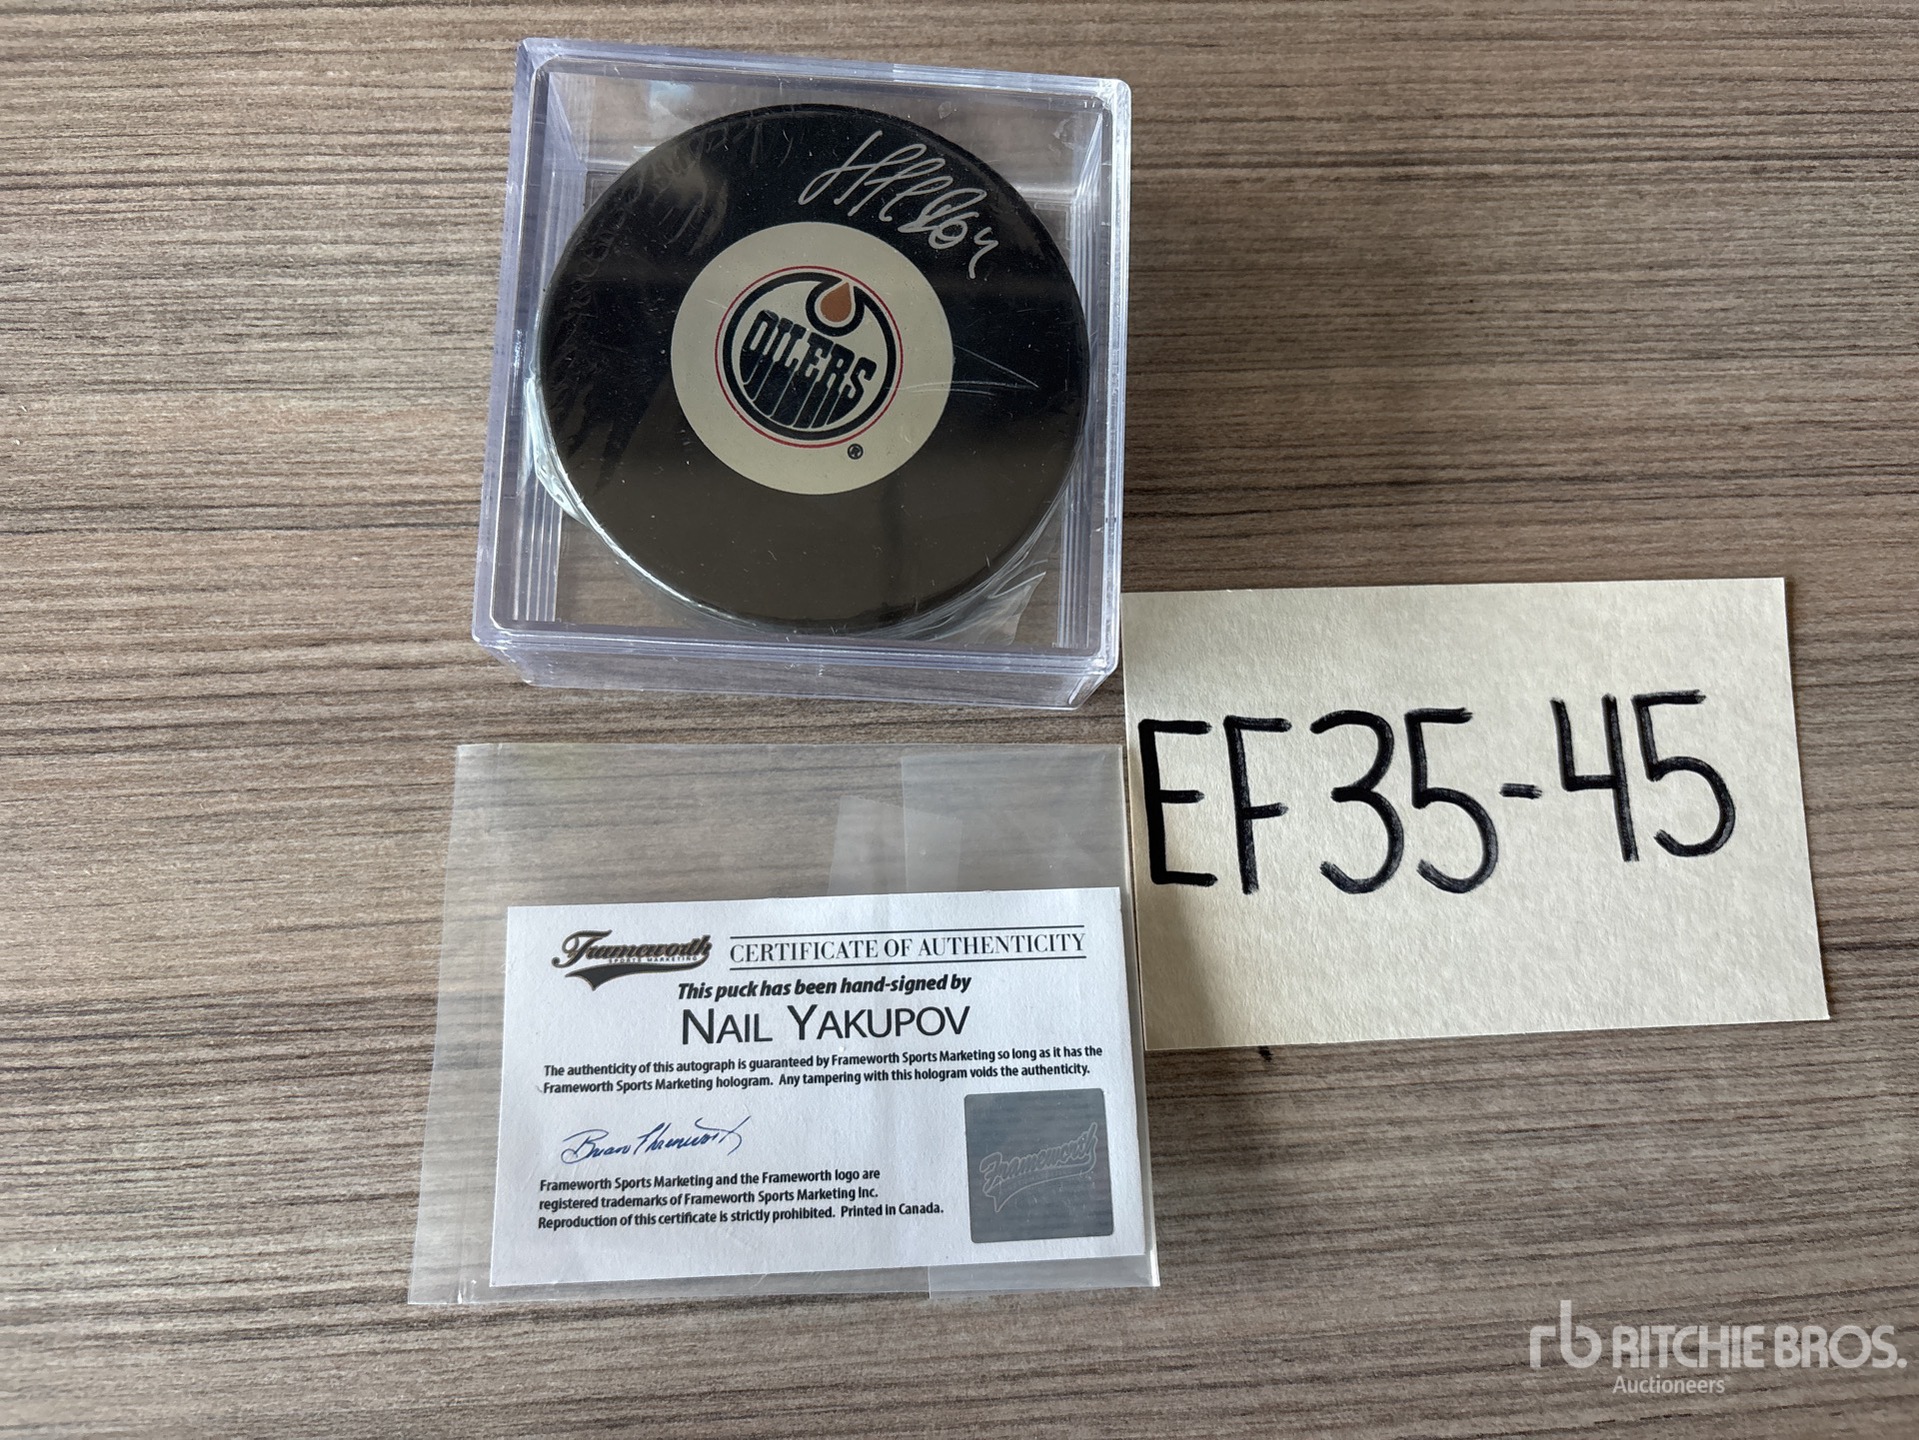 64
OILERS
®
EF35-45
Frameworth
SPORTS MARKETING
CERTIFICATE OF AUTHENTICITY
This puck has been hand-signed by
NAIL YAKUPOV
The authenticity of this autograph is guaranteed by Frameworth Sports Marketing so long as it has the
Frameworth Sports Marketing hologram. Any tampering with this hologram voids the authenticity.
Brian
Frameworth Sports Marketing and the Frameworth logo are
registered trademarks of Frameworth Sports Marketing Inc.
Reproduction of this certificate is strictly prohibited. Printed in Canada.
Frameworth
rb RITCHIE BROS.
Auctioneers